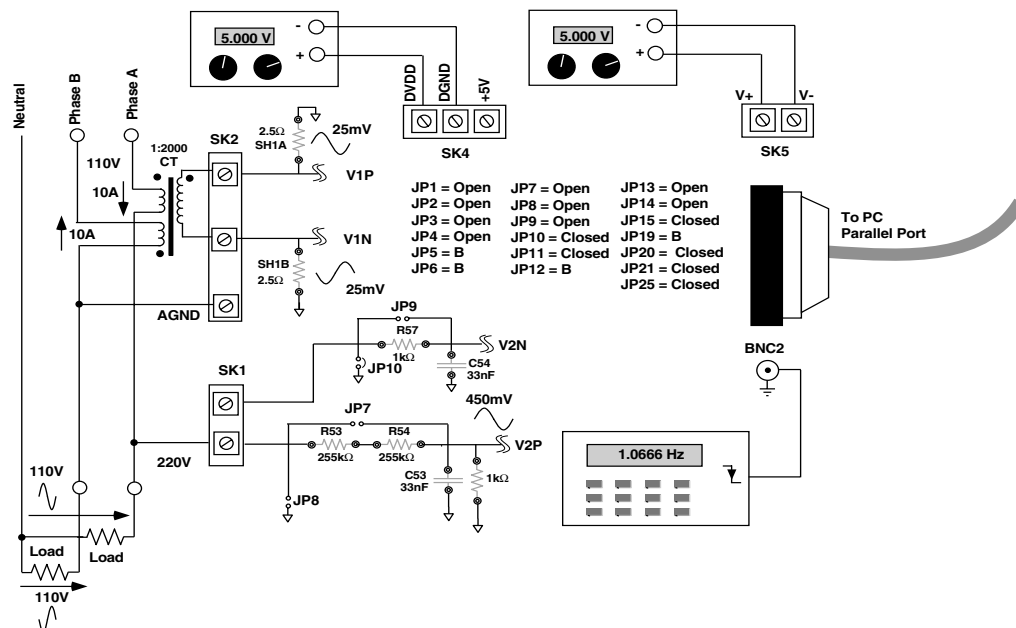 5.000 V
-
+
5.000 V
-
+
Neutral
Phase B
Phase A
DVDD
DGND
+5V
SK4
V+
V-
SK5
1:2000
CT
110V
10A
10A
SK2
2.5Ω
SH1A
25mV
V1P
V1N
SH1B
2.5Ω
25mV
AGND
JP1 = Open
JP2 = Open
JP3 = Open
JP4 = Open
JP5 = B
JP6 = B
JP7 = Open
JP8 = Open
JP9 = Open
JP10 = Closed
JP11 = Closed
JP12 = B
JP13 = Open
JP14 = Open
JP15 = Closed
JP19 = B
JP20 = Closed
JP21 = Closed
JP25 = Closed
To PC
Parallel Port
JP9
R57
1kΩ
JP10
C54
33nF
V2N
BNC2
SK1
220V
JP7
R53
255kΩ
R54
255kΩ
C53
33nF
450mV
V2P
1kΩ
JP8
1.0666 Hz
110V
Load
Load
110V